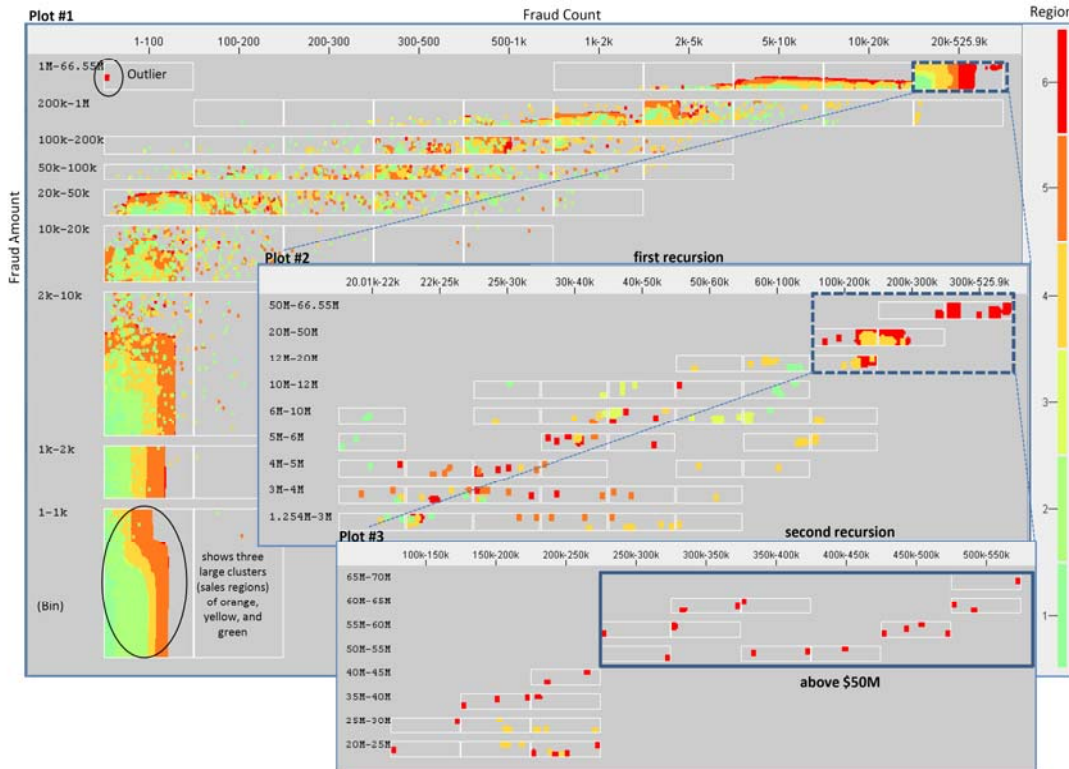 Plot #1
Fraud Count
Region
1-100 100-200 200-300 300-500 500-1k 1k-2k 2k-5k 5k-10k 10k-20k 20k-525.9k
1M-66.55M
Outlier
200k-1M
100k-200k
50k-100k
20k-50k
10k-20k
2k-10k
1k-2k
1-1k
(Bin)
Fraud Amount
shows three
large clusters
(sales regions)
of orange,
yellow, and
green
6
5
4
3
2
1
Plot #2
first recursion
20.01k-22k 22k-25k 25k-30k 30k-40k 40k-50k 50k-60k 60k-100k 100k-200k 200k-300k 300k-525.9k
50M-66.55M
20M-50M
12M-20M
10M-12M
6M-10M
5M-6M
4M-5M
3M-4M
1.254M-3M
second recursion
Plot #3
100k-150k 150k-200k 200k-250k 250k-300k 300k-350k 350k-400k 400k-450k 450k-500k 500k-550k
65M-70M
60M-65M
55M-60M
50M-55M
40M-45M
35M-40M
25M-30M
20M-25M
above $50M